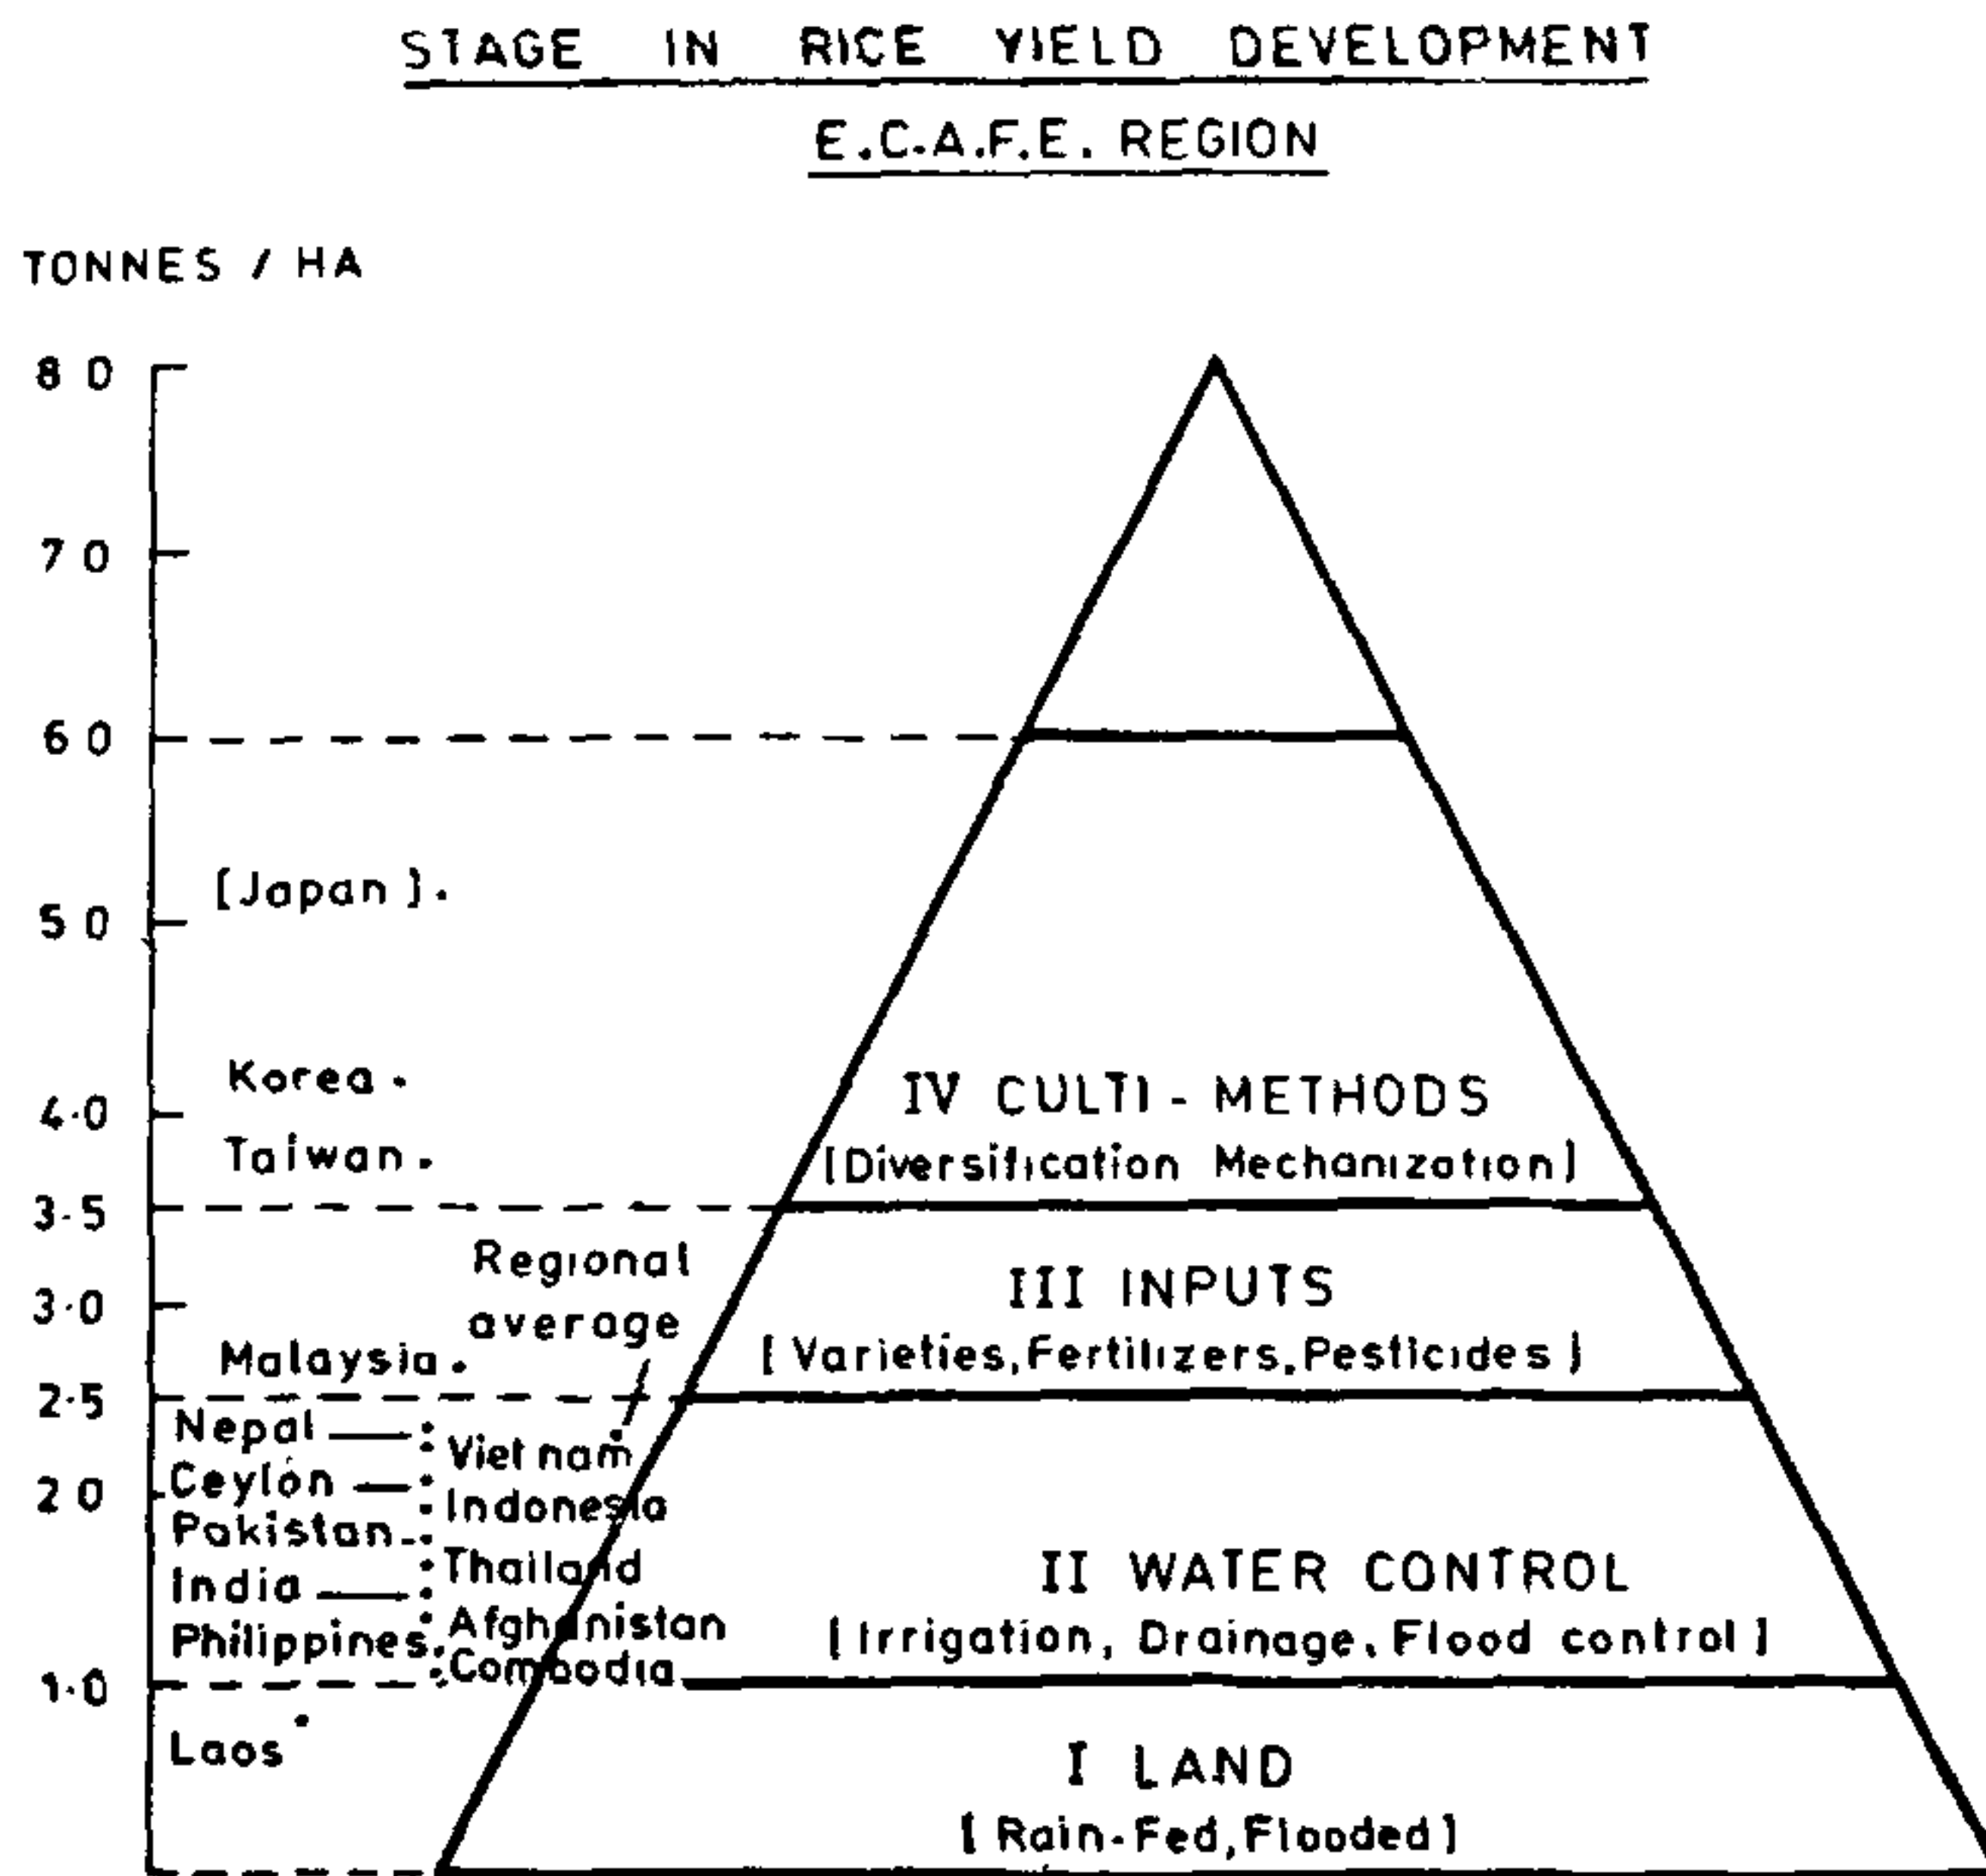 STAGE IN RICE YIELD DEVELOPMENT
E.C.A.F.E. REGION
TONNES / HA
8 0
7 0
6 0
[Japan]
5 0
Korea
4.0
IV CULTI - METHODS
Taiwan
[Diversification Mechanization]
3.5
Regional
average
III INPUTS
3.0
Malaysia
[Varieties, Fertilizers, Pesticides]
2.5
Nepal
Vietnam
Ceylon
2 0
Indonesia
Pakistan
Thailand
India
II WATER CONTROL
Afghanistan
Philippines
[Irrigation, Drainage, Flood control]
Combodia
1.0
Laos
I LAND
[Rain-Fed, Flooded]